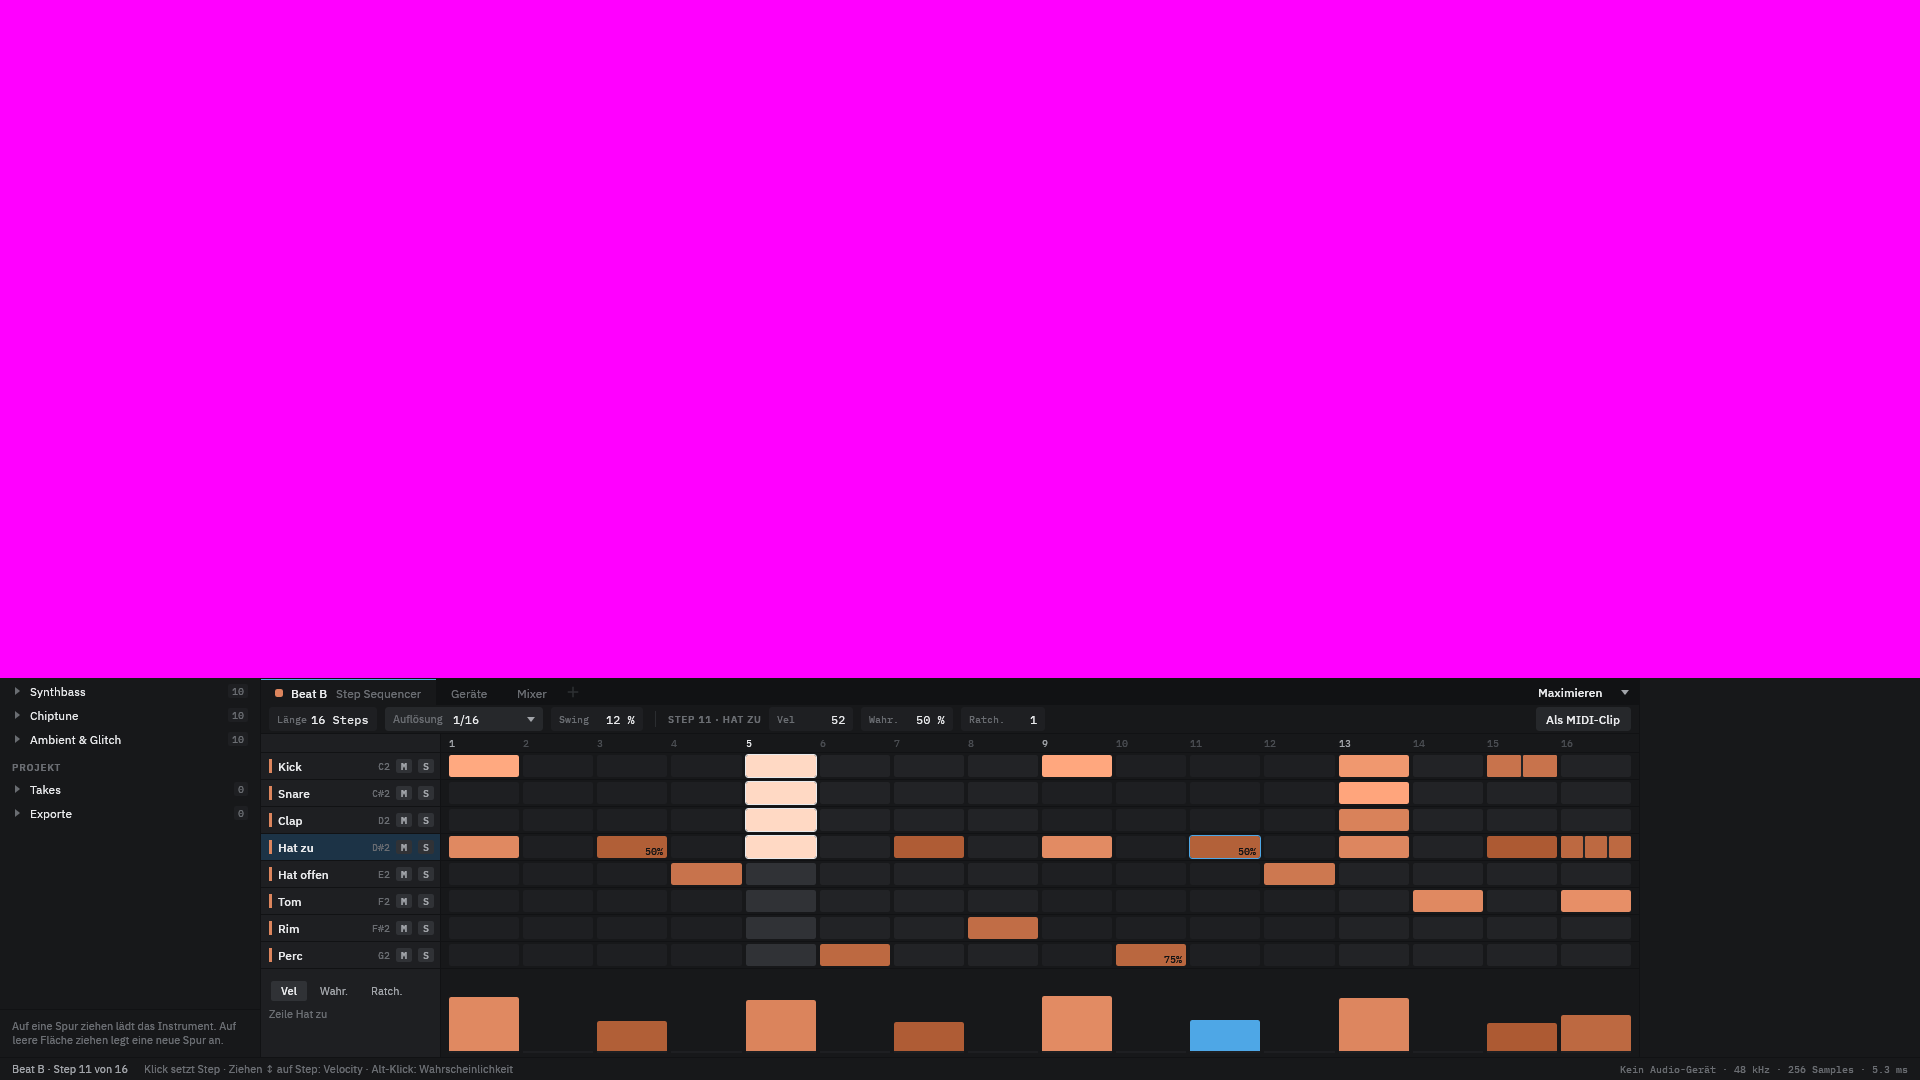 Synthbass 10
Chiptune 10
Ambient & Glitch 10
PROJEKT
Takes 0
Exporte 0
Auf eine Spur ziehen lädt das Instrument. Auf
leere Fläche ziehen legt eine neue Spur an.
Beat B Step Sequencer Geräte Mixer + Maximieren
Länge 16 Steps Auflösung 1/16 Swing 12 % STEP 11 · HAT ZU Vel 52 Wahr. 50 % Ratch. 1 Als MIDI-Clip
1 2 3 4 5 6 7 8 9 10 11 12 13 14 15 16
Kick C2 M S
Snare C#2 M S
Clap D2 M S
Hat zu D#2 M S 50% 50%
Hat offen E2 M S
Tom F2 M S
Rim F#2 M S
Perc G2 M S 75%
Vel Wahr. Ratch.
Zeile Hat zu
Beat B · Step 11 von 16 Klick setzt Step · Ziehen ↕ auf Step: Velocity · Alt-Klick: Wahrscheinlichkeit Kein Audio-Gerät · 48 kHz · 256 Samples · 5.3 ms